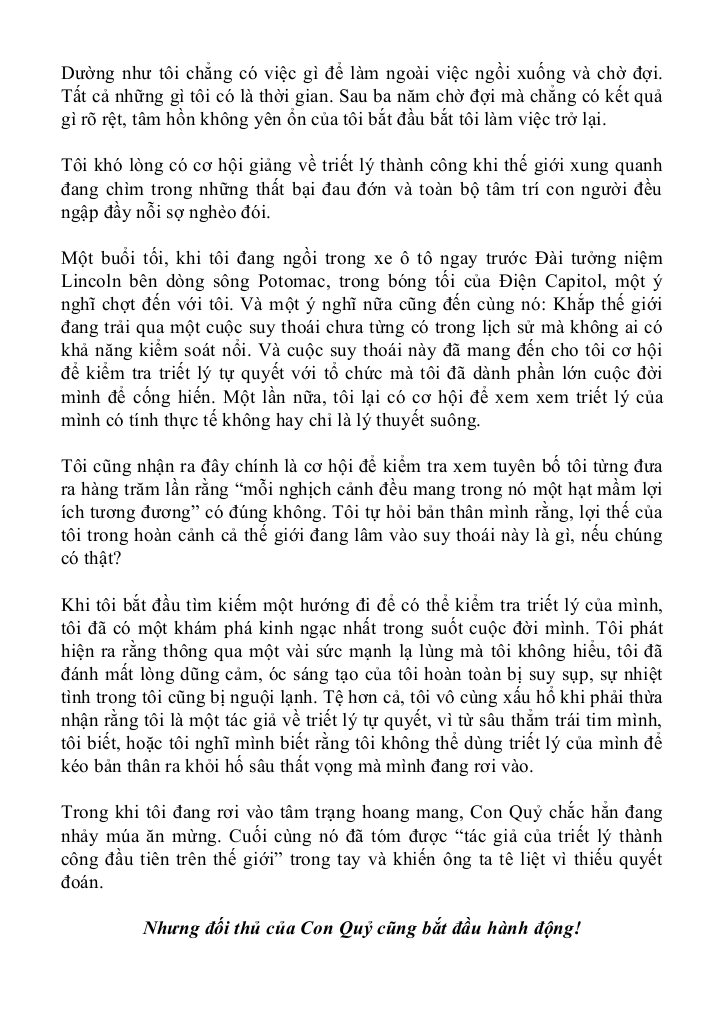 Dường như tôi chẳng có việc gì để làm ngoài việc ngồi xuống và chờ đợi.
Tất cả những gì tôi có là thời gian. Sau ba năm chờ đợi mà chẳng có kết quả
gì rõ rệt, tâm hồn không yên ổn của tôi bắt đầu bắt tôi làm việc trở lại.
Tôi khó lòng có cơ hội giảng về triết lý thành công khi thế giới xung quanh
đang chìm trong những thất bại đau đớn và toàn bộ tâm trí con người đều
ngập đầy nỗi sợ nghèo đói.
Một buổi tối, khi tôi đang ngồi trong xe ô tô ngay trước Đài tưởng niệm
Lincoln bên dòng sông Potomac, trong bóng tối của Điện Capitol, một ý
nghĩ chợt đến với tôi. Và một ý nghĩ nữa cũng đến cùng nó: Khắp thế giới
đang trải qua một cuộc suy thoái chưa từng có trong lịch sử mà không ai có
khả năng kiểm soát nổi. Và cuộc suy thoái này đã mang đến cho tôi cơ hội
để kiểm tra triết lý tự quyết với tổ chức mà tôi đã dành phần lớn cuộc đời
mình để cống hiến. Một lần nữa, tôi lại có cơ hội để xem xem triết lý của
mình có tính thực tế không hay chỉ là lý thuyết suông.
Tôi cũng nhận ra đây chính là cơ hội để kiểm tra xem tuyên bố tôi từng đưa
ra hàng trăm lần rằng “mỗi nghịch cảnh đều mang trong nó một hạt mầm lợi
ích tương đương” có đúng không. Tôi tự hỏi bản thân mình rằng, lợi thế của
tôi trong hoàn cảnh cả thế giới đang lâm vào suy thoái này là gì, nếu chúng
có thật?
Khi tôi bắt đầu tìm kiếm một hướng đi để có thể kiểm tra triết lý của mình,
tôi đã có một khám phá kinh ngạc nhất trong suốt cuộc đời mình. Tôi phát
hiện ra rằng thông qua một vài sức mạnh lạ lùng mà tôi không hiểu, tôi đã
đánh mất lòng dũng cảm, óc sáng tạo của tôi hoàn toàn bị suy sụp, sự nhiệt
tình trong tôi cũng bị nguội lạnh. Tệ hơn cả, tôi vô cùng xấu hổ khi phải thừa
nhận rằng tôi là một tác giả về triết lý tự quyết, vì từ sâu thẳm trái tim mình,
tôi biết, hoặc tôi nghĩ mình biết rằng tôi không thể dùng triết lý của mình để
kéo bản thân ra khỏi hố sâu thất vọng mà mình đang rơi vào.
Trong khi tôi đang rơi vào tâm trạng hoang mang, Con Quỷ chắc hẳn đang
nhảy múa ăn mừng. Cuối cùng nó đã tóm được “tác giả của triết lý thành
công đầu tiên trên thế giới” trong tay và khiến ông ta tê liệt vì thiếu quyết
đoán.
Nhưng đối thủ của Con Quỷ cũng bắt đầu hành động!